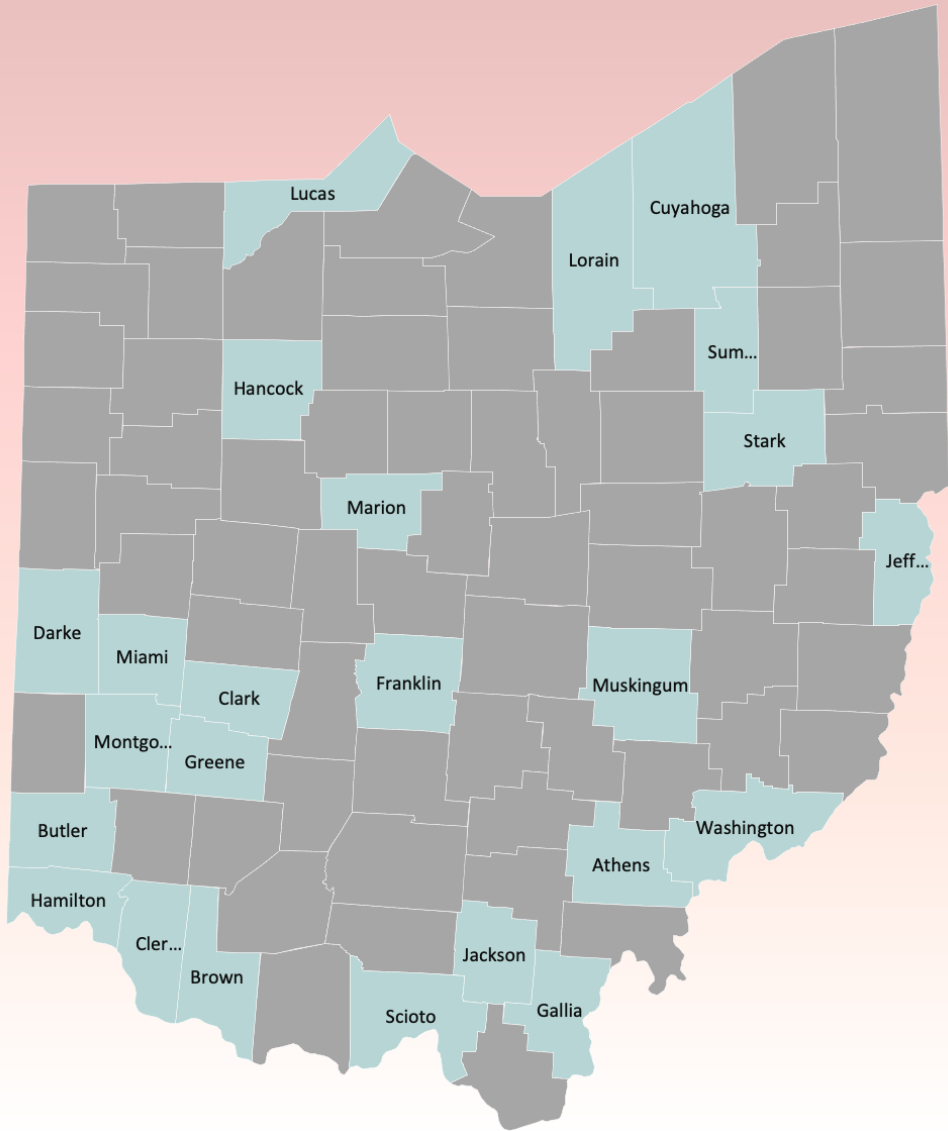 Lucas
Cuyahoga
Lorain
Sum...
Hancock
Stark
Marion
Jeff...
Darke
Miami
Franklin
Muskingum
Clark
Montgo...
Greene
Butler
Washington
Athens
Hamilton
Cler...
Jackson
Brown
Gallia
Scioto